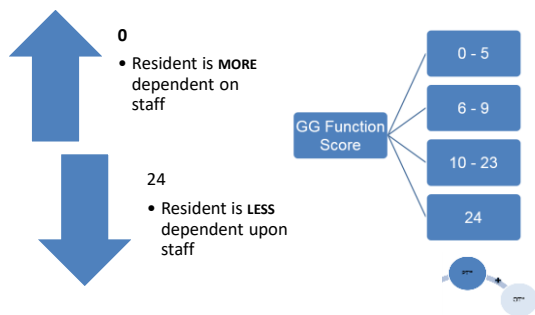 0
• Resident is MORE
dependent on
staff
24
• Resident is LESS
dependent upon
staff
GG Function
Score
0 - 5
6 - 9
10 - 23
24
+